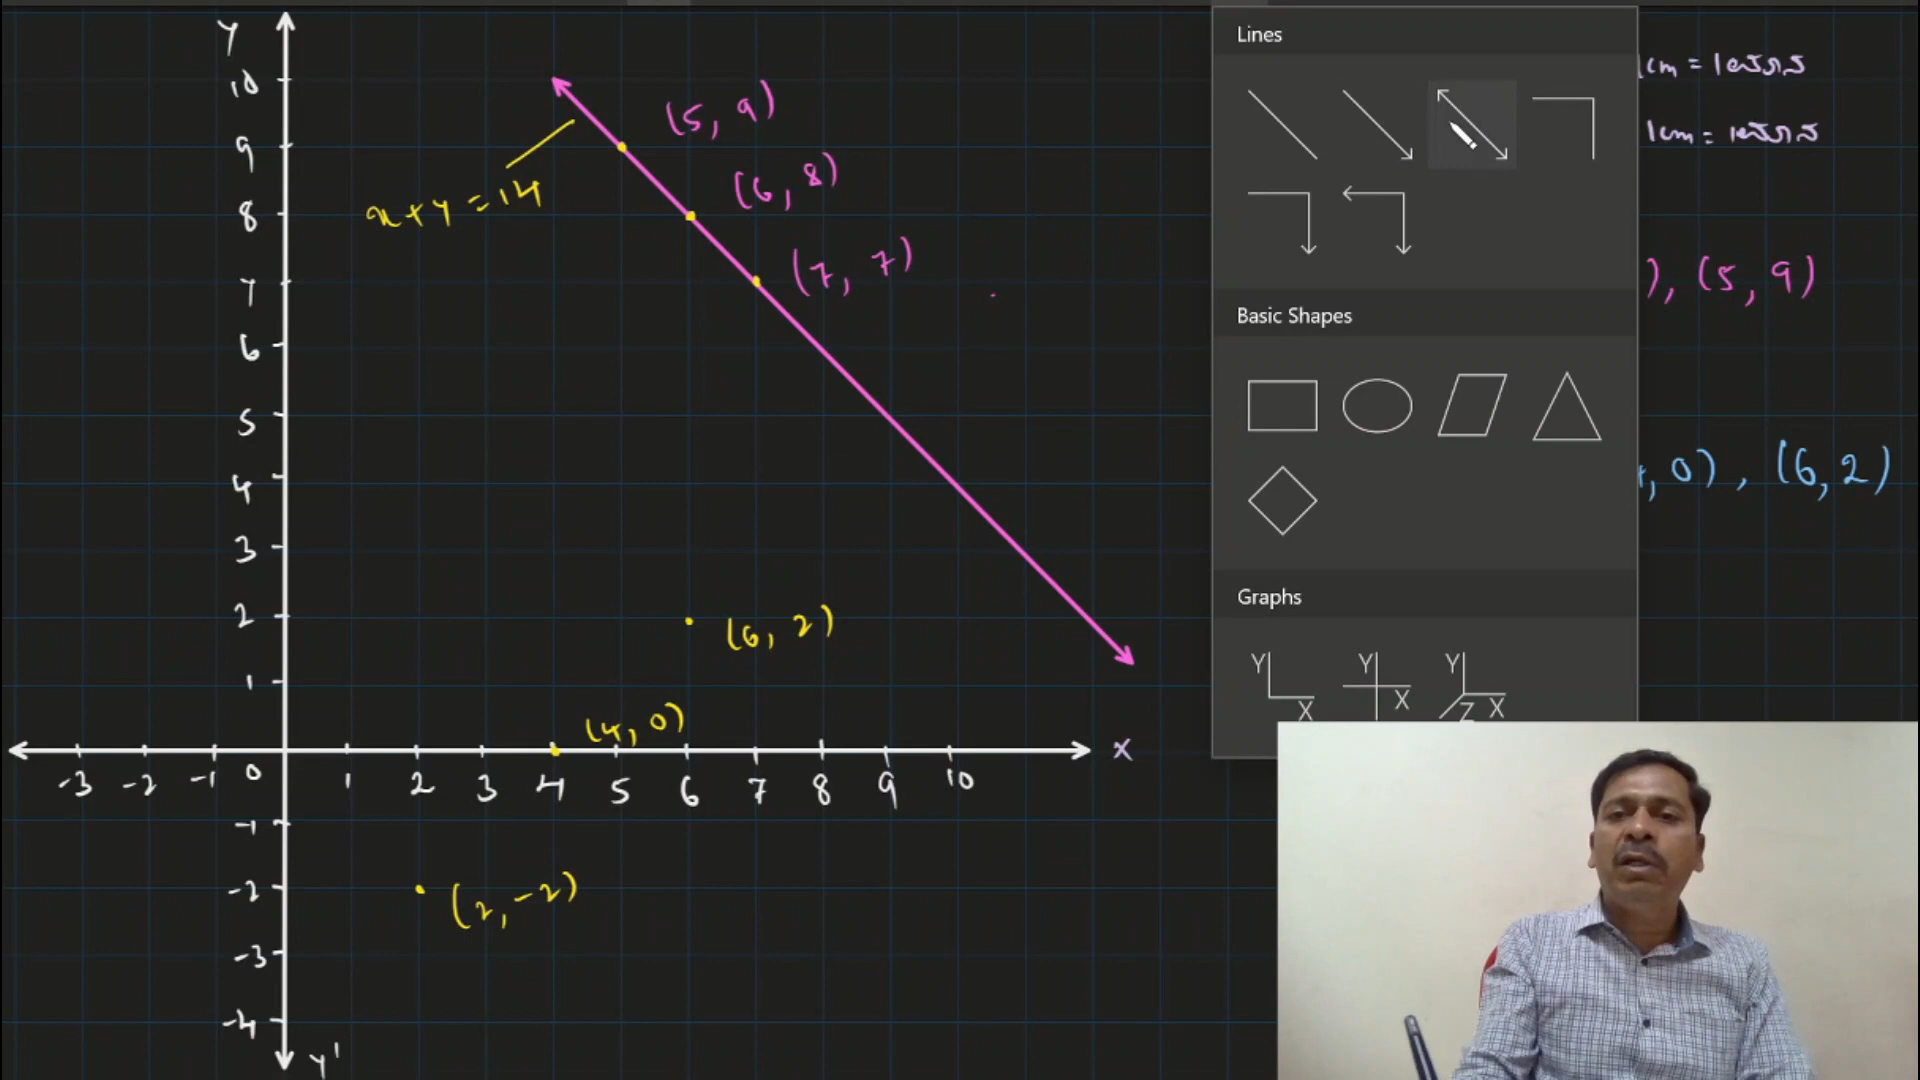 Y
10
9
8
7
6
5
4
3
2
1
-3 -2 -1 0 1 2 3 4 5 6 7 8 9 10
X
-1
-2
-3
-4
y'
x + y = 14
(5, 9)
(6, 8)
(7, 7)
(6, 2)
(4, 0)
(2, -2)
Lines
Basic Shapes
Graphs
Y X
Y X
Y Z X
1cm = 1
1cm = 1
), (5, 9)
, 0), (6, 2)